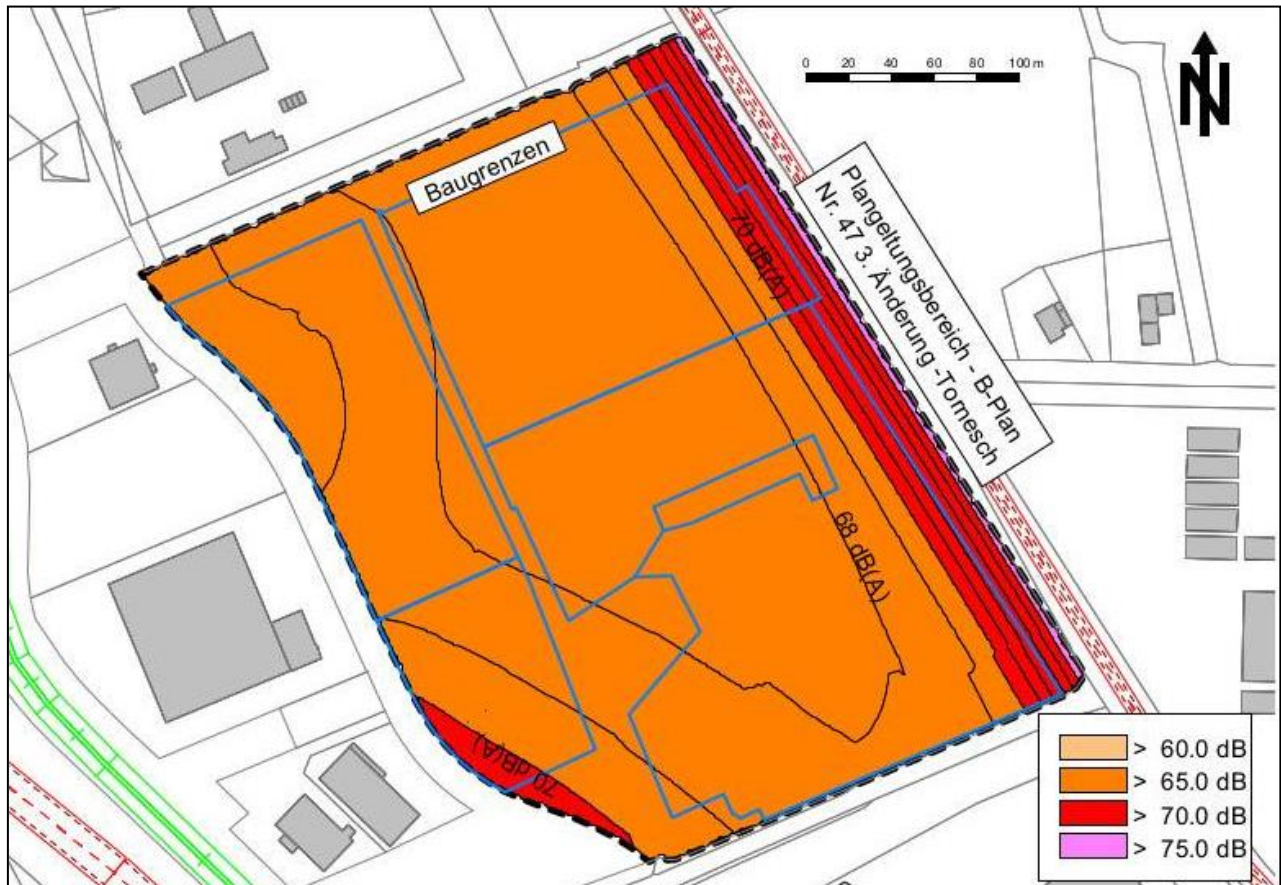 0 20 40 60 80 100 m
N
Baugrenzen
Plangeltungsbereich - B-Plan
Nr. 47 3. Änderung -Tornesch
70 dB(A)
68 dB(A)
70 dB(A)
> 60.0 dB
> 65.0 dB
> 70.0 dB
> 75.0 dB